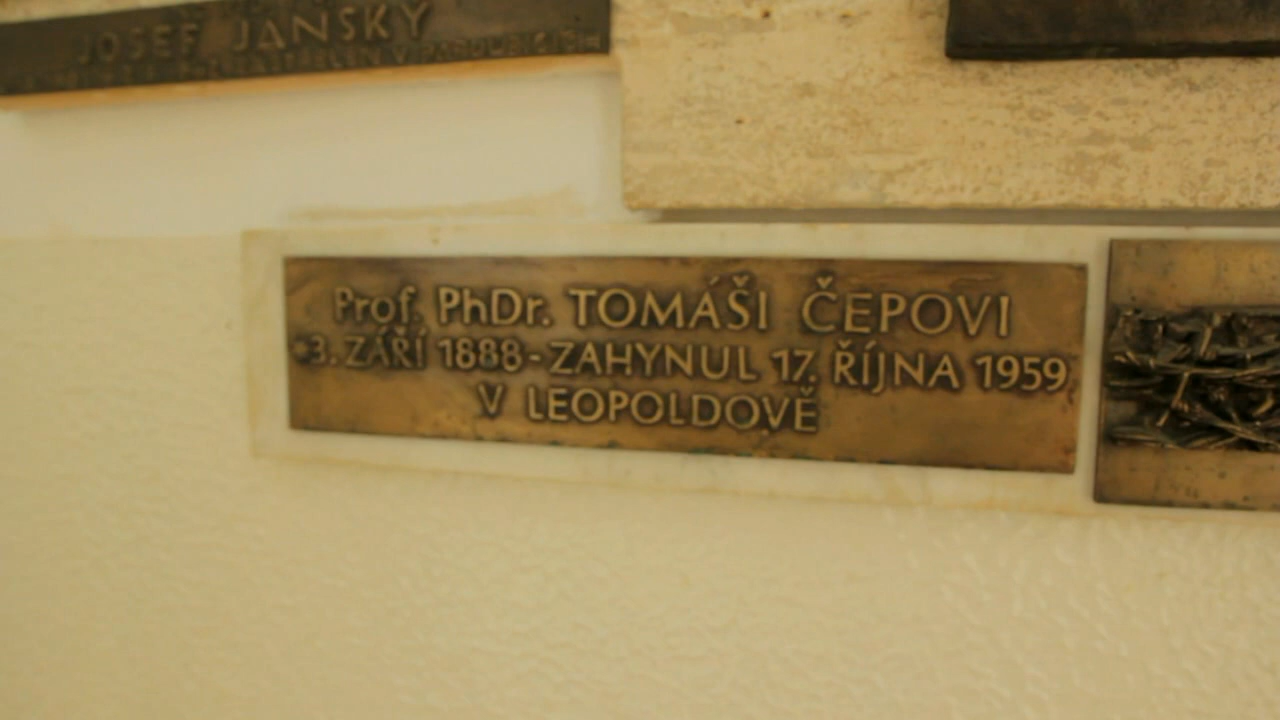 JOSEF JANSKÝ
Prof. PhDr. TOMÁŠI ČEPOVI
*3. ZÁŘÍ 1888 - ZAHYNUL 17. ŘÍJNA 1959
V LEOPOLDOVĚ